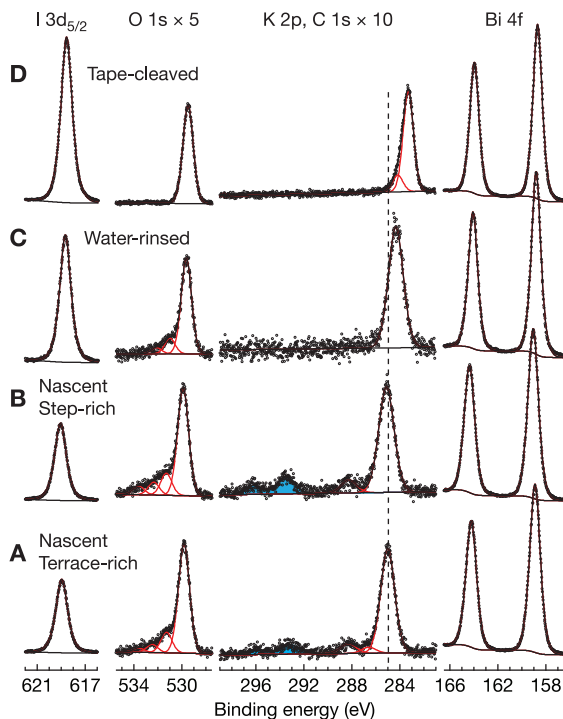 I 3d5/2 O 1s × 5 K 2p, C 1s × 10 Bi 4f
D Tape-cleaved
C Water-rinsed
B Nascent
Step-rich
A Nascent
Terrace-rich
621 617 534 530 296 292 288 284 166 162 158
Binding energy (eV)